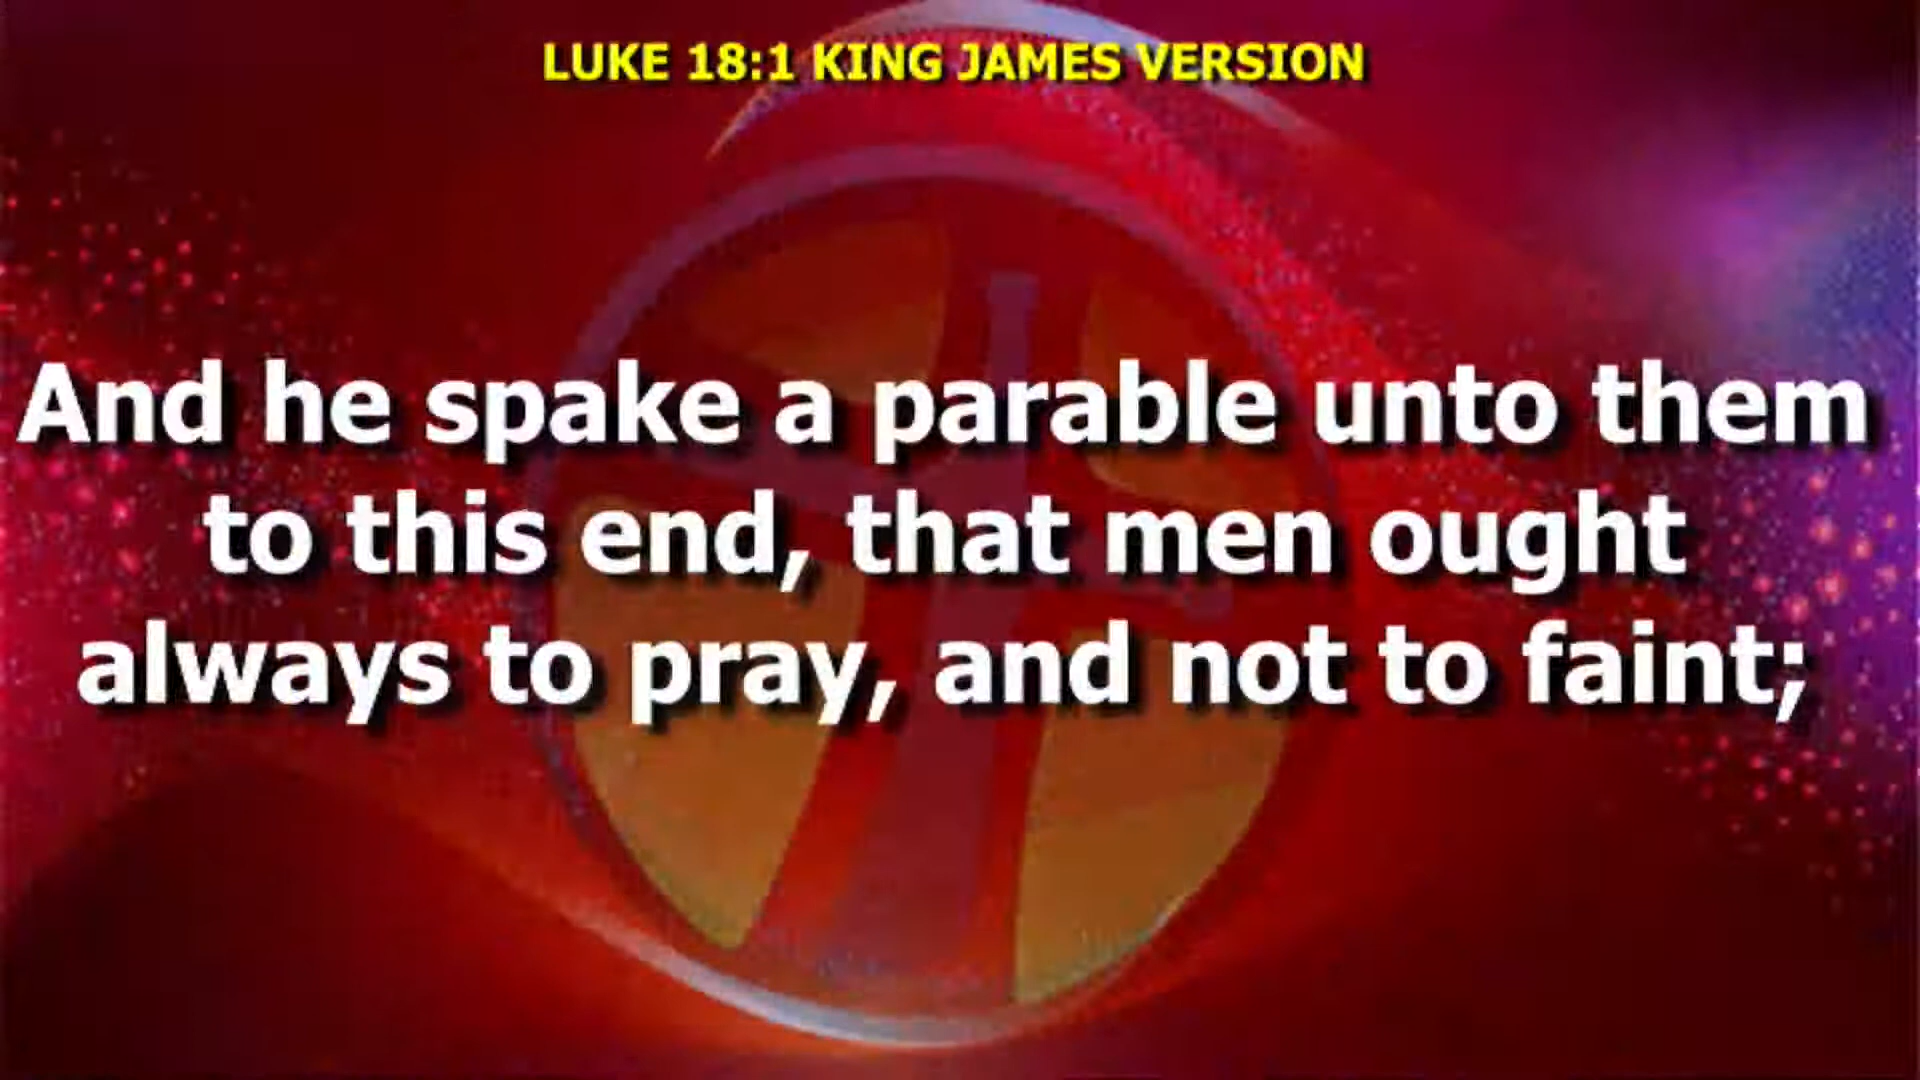 LUKE 18:1 KING JAMES VERSION
And he spake a parable unto them
to this end, that men ought
always to pray, and not to faint;